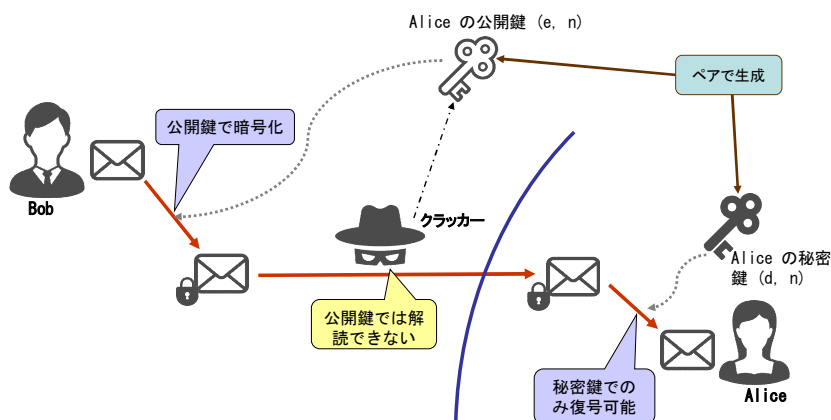 Alice の公開鍵 (e, n)
ペアで生成
公開鍵で暗号化
Bob
クラッカー
Alice の秘密
鍵 (d, n)
公開鍵では解
読できない
秘密鍵での
み復号可能
Alice